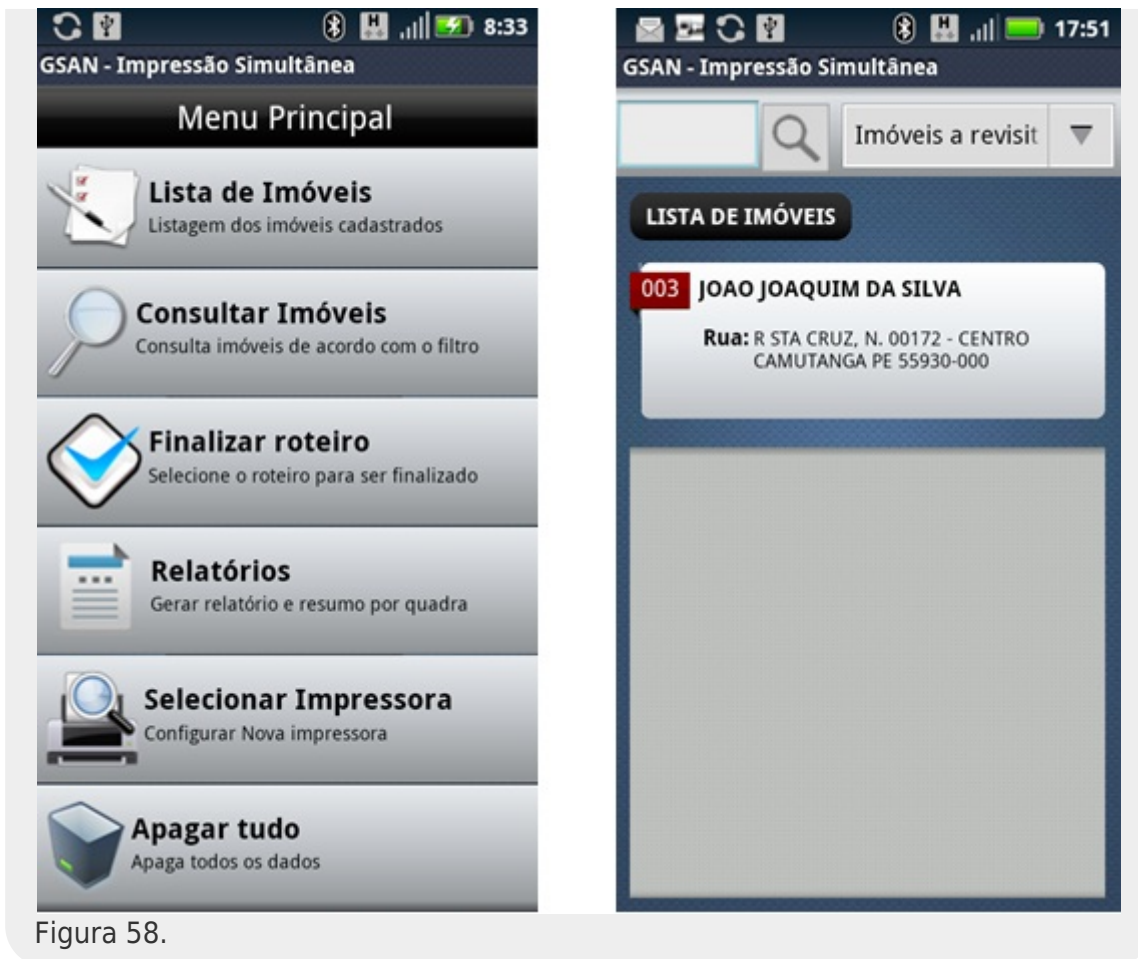 8:33
GSAN - Impressão Simultânea
Menu Principal
Lista de Imóveis
Listagem dos imóveis cadastrados
Consultar Imóveis
Consulta imóveis de acordo com o filtro
Finalizar roteiro
Selecione o roteiro para ser finalizado
Relatórios
Gerar relatório e resumo por quadra
Selecionar Impressora
Configurar Nova impressora
Apagar tudo
Apaga todos os dados
H 17:51
GSAN - Impressão Simultânea
Imóveis a revisit
LISTA DE IMÓVEIS
003 JOAO JOAQUIM DA SILVA
Rua: R STA CRUZ, N. 00172 - CENTRO
CAMUTANGA PE 55930-000
Figura 58.